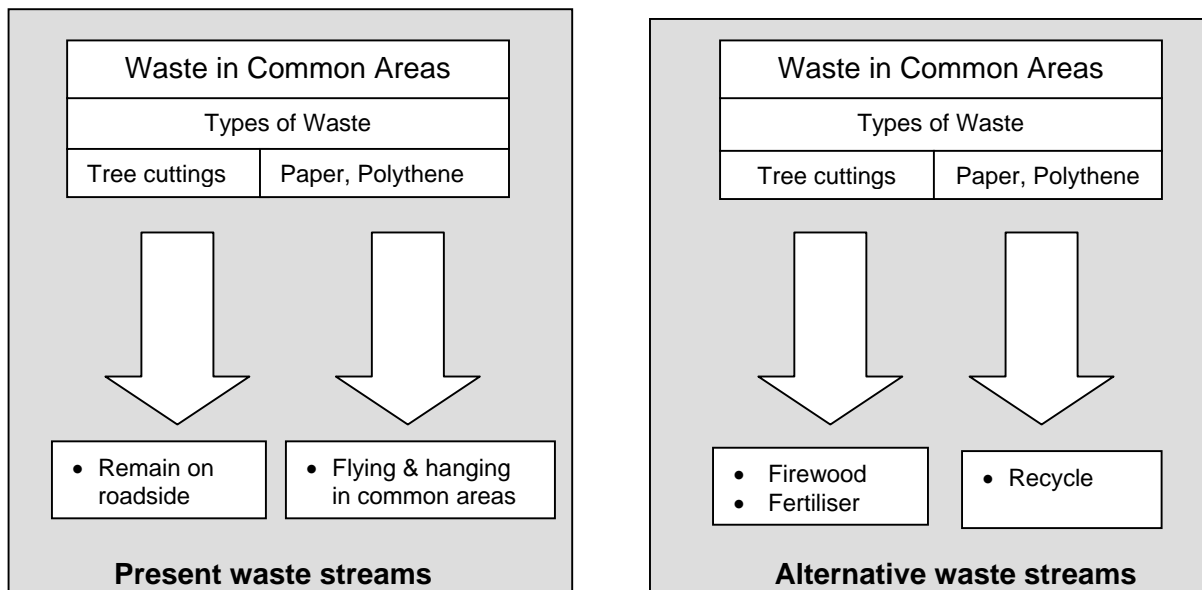 Waste in Common Areas
Types of Waste
Tree cuttings
Paper, Polythene
• Remain on
roadside
• Flying & hanging
in common areas
Present waste streams
Waste in Common Areas
Types of Waste
Tree cuttings
Paper, Polythene
• Firewood
• Fertiliser
• Recycle
Alternative waste streams